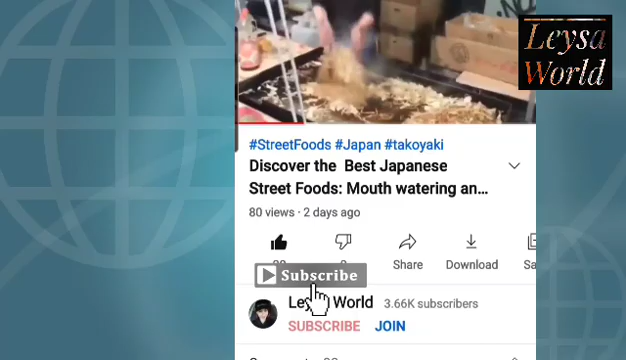 Leysa
World
#StreetFoods #Japan #takoyaki
Discover the Best Japanese
Street Foods: Mouth watering an...
80 views · 2 days ago
Share Download
Subscribe
World 3.66K subscribers
SUBSCRIBE JOIN